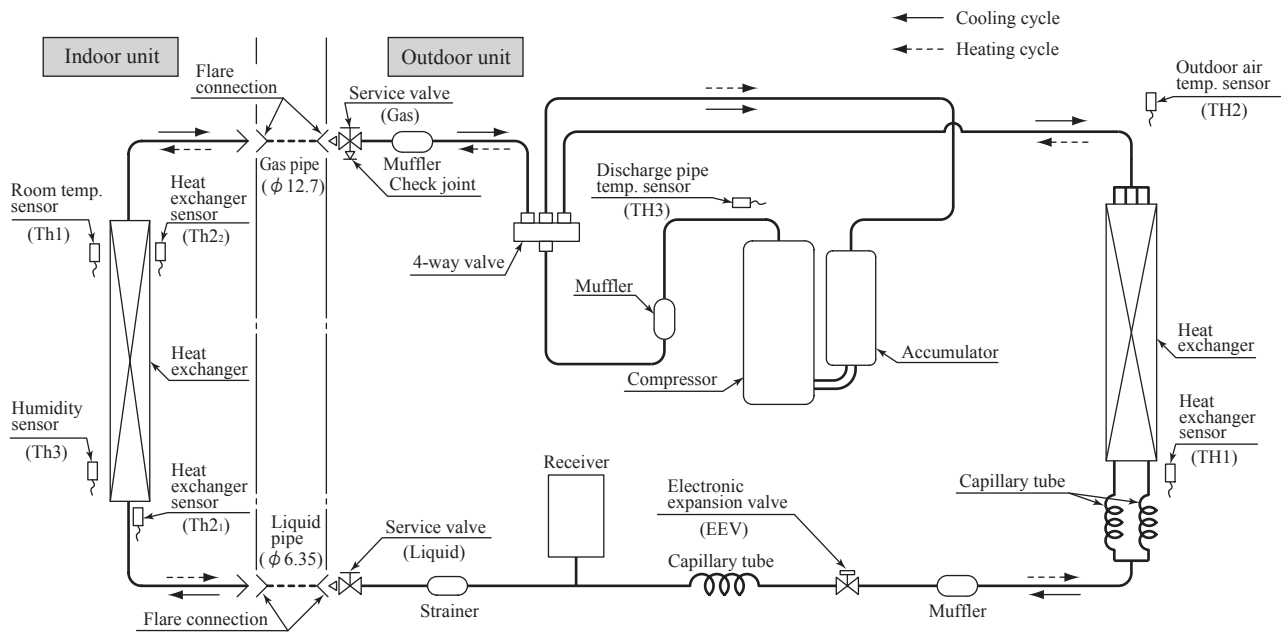 Cooling cycle
Heating cycle
Indoor unit
Outdoor unit
Flare
connection
Service valve
(Gas)
Outdoor air
temp. sensor
(TH2)
Gas pipe
(ϕ 12.7)
Muffler
Check joint
Discharge pipe
temp. sensor
(TH3)
Room temp.
sensor
(Th1)
Heat
exchanger
sensor
(Th2₂)
4-way valve
Muffler
Heat
exchanger
Compressor
Accumulator
Heat
exchanger
Humidity
sensor
(Th3)
Heat
exchanger
sensor
(TH1)
Heat
exchanger
sensor
(Th2₁)
Receiver
Electronic
expansion valve
(EEV)
Capillary tube
Liquid
pipe
(ϕ 6.35)
Service valve
(Liquid)
Capillary tube
Flare connection
Strainer
Muffler